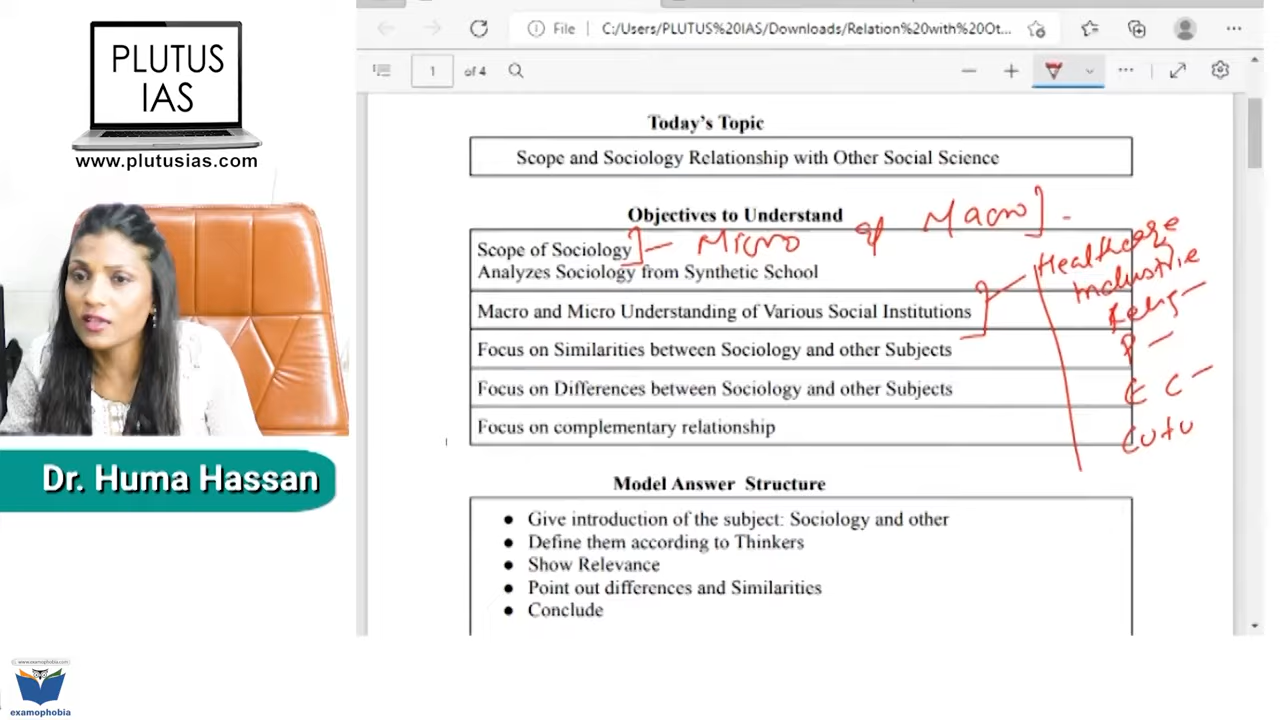 PLUTUS
IAS
www.plutusias.com
File C:/Users/PLUTUS%20IAS/Downloads/Relation%20with%20Ot...
1 of 4
Today's Topic
Scope and Sociology Relationship with Other Social Science
Objectives to Understand
Scope of Sociology] - Micro & Macro] -
Analyzes Sociology from Synthetic School
Macro and Micro Understanding of Various Social Institutions
Focus on Similarities between Sociology and other Subjects
Focus on Differences between Sociology and other Subjects
Focus on complementary relationship
Healthcare
Industrie
Relig -
P -
E C -
Model Answer Structure
● Give introduction of the subject: Sociology and other
● Define them according to Thinkers
● Show Relevance
● Point out differences and Similarities
● Conclude
Dr. Huma Hassan
www.examophobia.com
examophobia